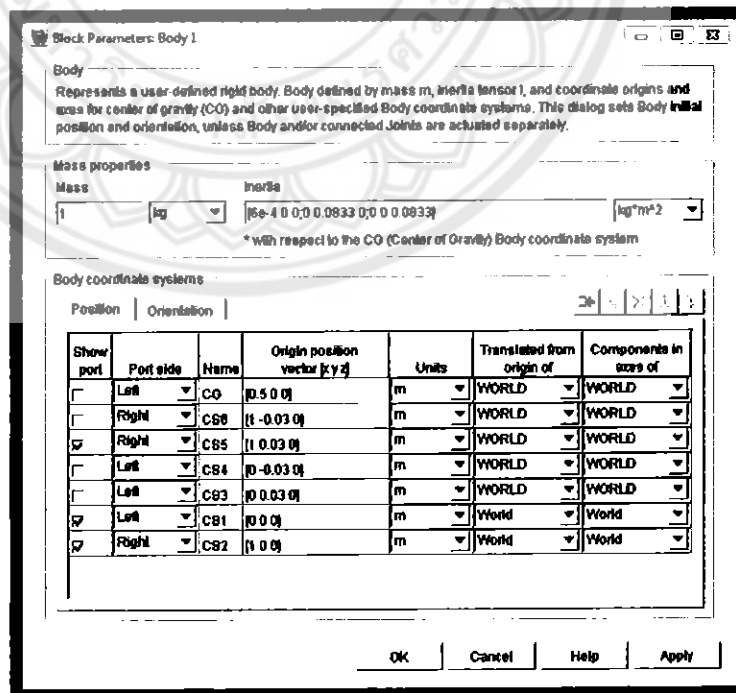 Block Parameters: Body 1
Body
Represents a user-defined rigid body. Body defined by mass m, inertia tensor I, and coordinate origins and
axes for center of gravity (CG) and other user-specified Body coordinate systems. This dialog sets Body initial
position and orientation, unless Body and/or connected Joints are actuated separately.
Mass properties
Mass Inertia
1 kg [6e-4 0 0;0 0.0833 0;0 0 0.0833] kg*m^2
* with respect to the CG (Center of Gravity) Body coordinate system
Body coordinate systems
Position Orientation
Show port Port side Name Origin position vector [x y z] Units Translated from origin of Components in axes of
Left CG [0.5 0 0] m WORLD WORLD
Right CS6 [1 -0.03 0] m WORLD WORLD
Right CS5 [1 0.03 0] m WORLD WORLD
Left CS4 [0 -0.03 0] m WORLD WORLD
Left CS3 [0 0.03 0] m WORLD WORLD
Left CS1 [0 0 0] m World World
Right CS2 [1 0 0] m World World
OK Cancel Help Apply